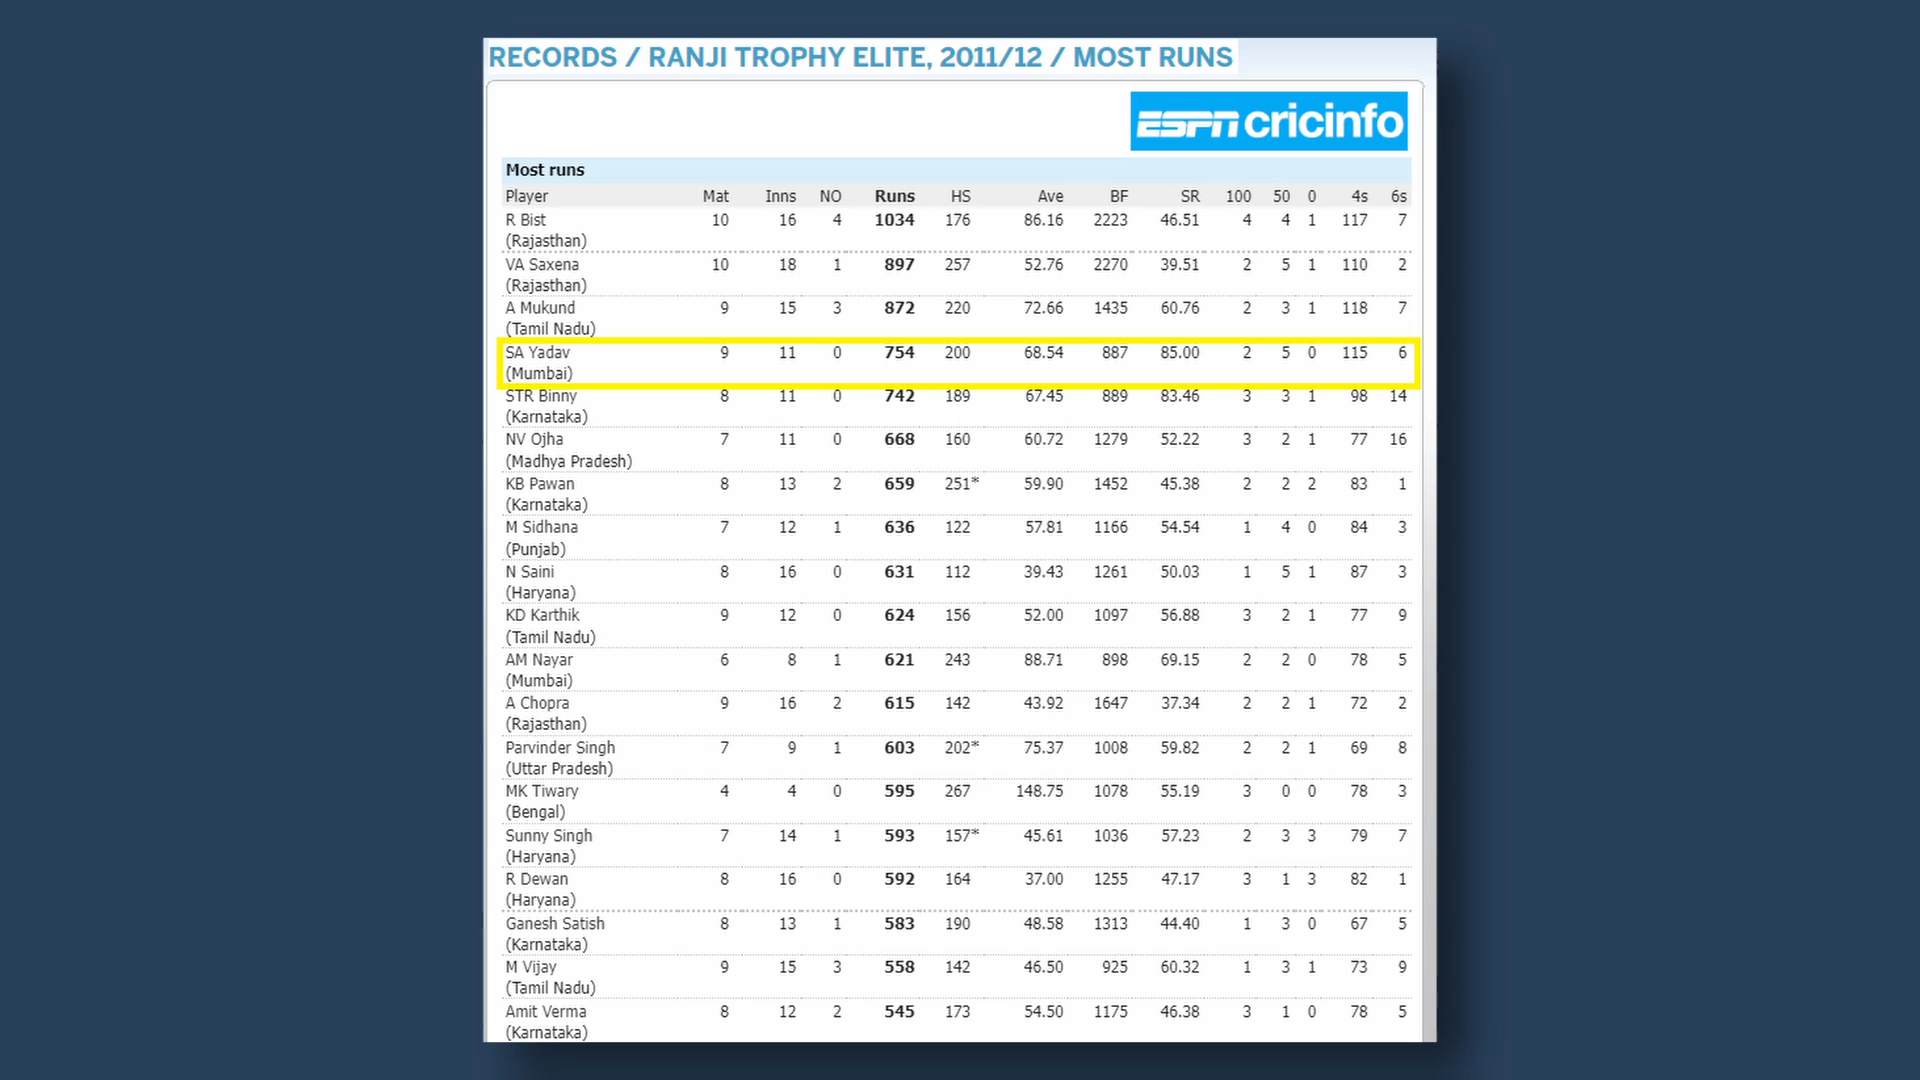 RECORDS / RANJI TROPHY ELITE, 2011/12 / MOST RUNS
ESPN cricinfo
Most runs
Player Mat Inns NO Runs HS Ave BF SR 100 50 0 4s 6s
R Bist 10 16 4 1034 176 86.16 2223 46.51 4 4 1 117 7
(Rajasthan)
VA Saxena 10 18 1 897 257 52.76 2270 39.51 2 5 1 110 2
(Rajasthan)
A Mukund 9 15 3 872 220 72.66 1435 60.76 2 3 1 118 7
(Tamil Nadu)
SA Yadav 9 11 0 754 200 68.54 887 85.00 2 5 0 115 6
(Mumbai)
STR Binny 8 11 0 742 189 67.45 889 83.46 3 3 1 98 14
(Karnataka)
NV Ojha 7 11 0 668 160 60.72 1279 52.22 3 2 1 77 16
(Madhya Pradesh)
KB Pawan 8 13 2 659 251* 59.90 1452 45.38 2 2 2 83 1
(Karnataka)
M Sidhana 7 12 1 636 122 57.81 1166 54.54 1 4 0 84 3
(Punjab)
N Saini 8 16 0 631 112 39.43 1261 50.03 1 5 1 87 3
(Haryana)
KD Karthik 9 12 0 624 156 52.00 1097 56.88 3 2 1 77 9
(Tamil Nadu)
AM Nayar 6 8 1 621 243 88.71 898 69.15 2 2 0 78 5
(Mumbai)
A Chopra 9 16 2 615 142 43.92 1647 37.34 2 2 1 72 2
(Rajasthan)
Parvinder Singh 7 9 1 603 202* 75.37 1008 59.82 2 2 1 69 8
(Uttar Pradesh)
MK Tiwary 4 4 0 595 267 148.75 1078 55.19 3 0 0 78 3
(Bengal)
Sunny Singh 7 14 1 593 157* 45.61 1036 57.23 2 3 3 79 7
(Haryana)
R Dewan 8 16 0 592 164 37.00 1255 47.17 3 1 3 82 1
(Haryana)
Ganesh Satish 8 13 1 583 190 48.58 1313 44.40 1 3 0 67 5
(Karnataka)
M Vijay 9 15 3 558 142 46.50 925 60.32 1 3 1 73 9
(Tamil Nadu)
Amit Verma 8 12 2 545 173 54.50 1175 46.38 3 1 0 78 5
(Karnataka)